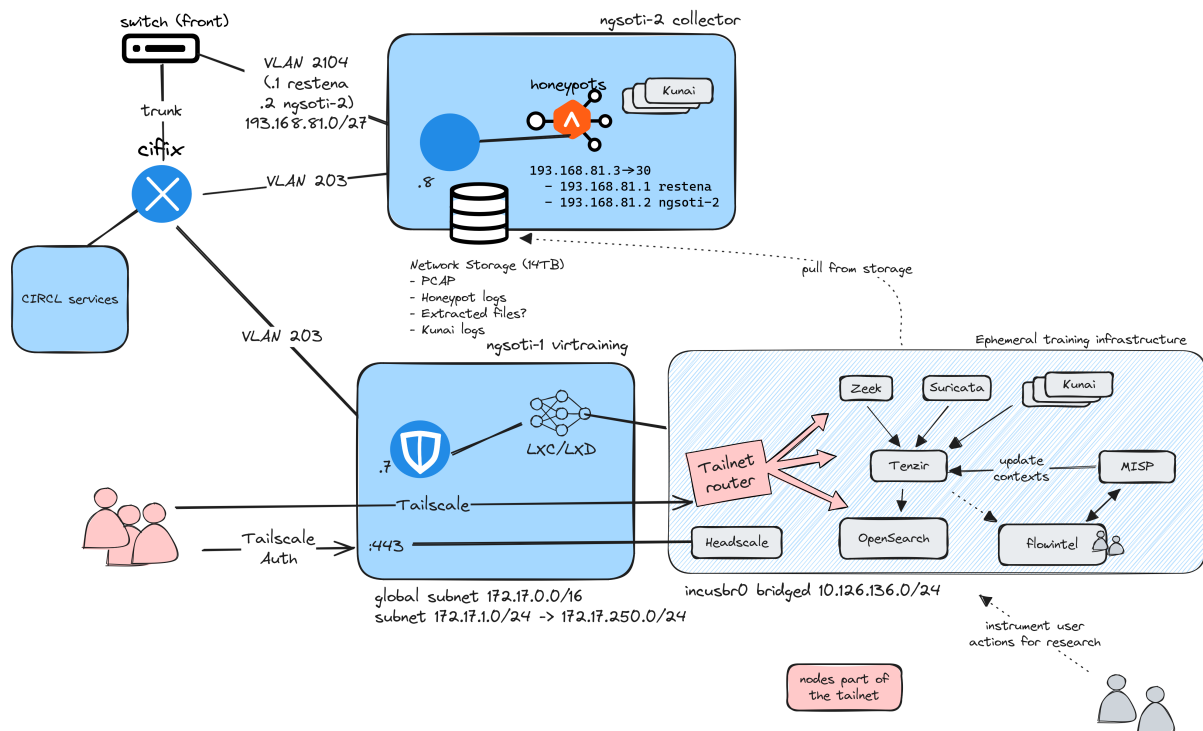 switch (front)
ngsoti-2 collector
VLAN 2104
(.1 restena
.2 ngsoti-2)
193.168.81.0/27
trunk
ciflix
honeypots
Kunai
VLAN 203
.8
193.168.81.3→30
- 193.168.81.1 restena
- 193.168.81.2 ngsoti-2
CIRCL services
Network Storage (14TB)
- PCAP
- Honeypot logs
- Extracted files?
- Kunai logs
pull from storage
VLAN 203
ngsoti-1 virtraining
Ephemeral training infrastructure
Zeek
Suricata
Kunai
LXC/LXD
.7
Tailnet
router
Tenzir
update
contexts
MISP
Tailscale
OpenSearch
flowintel
Tailscale
Auth
:443
Headscale
global subnet 172.17.0.0/16
subnet 172.17.1.0/24 -> 172.17.250.0/24
incusbr0 bridged 10.126.136.0/24
instrument user
actions for research
nodes part of
the tailnet